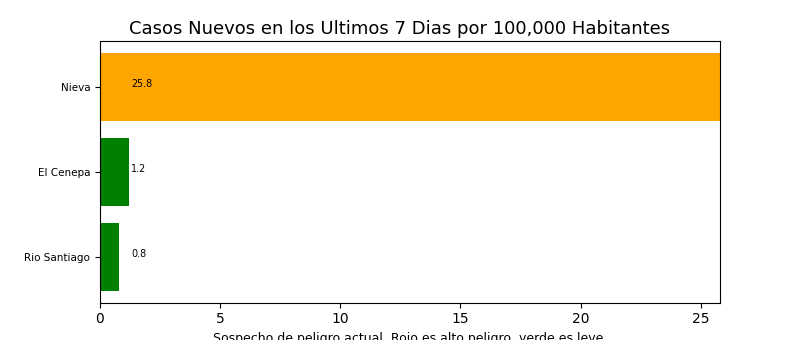 Casos Nuevos en los Ultimos 7 Dias por 100,000 Habitantes
Nieva
25.8
El Cenepa
1.2
Rio Santiago
0.8
0 5 10 15 20 25
Sospecho de peligro actual. Rojo es alto peligro, verde es leve